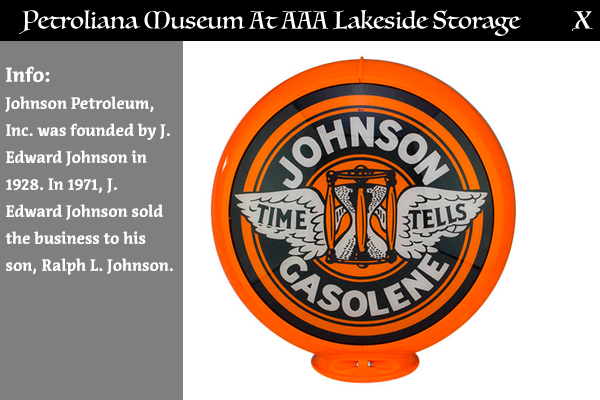 Petroliana Museum At AAA Lakeside Storage X
Info:
Johnson Petroleum,
Inc. was founded by J.
Edward Johnson in
1928. In 1971, J.
Edward Johnson sold
the business to his
son, Ralph L. Johnson.
JOHNSON
TIME TELLS
GASOLENE